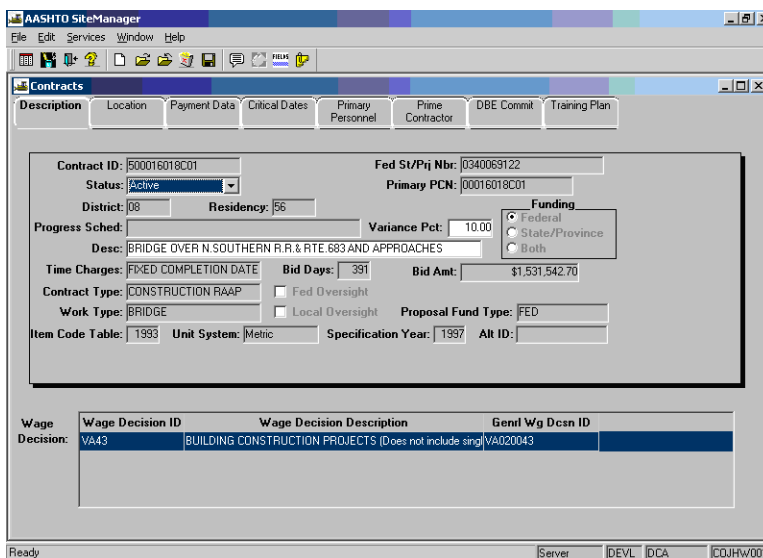 AASHTO SiteManager
File Edit Services Window Help
FIELDS
Contracts
Description Location Payment Data Critical Dates Primary Personnel Prime Contractor DBE Commit Training Plan
Contract ID: 500016018C01 Fed St/Prj Nbr: 0340069122
Status: Active Primary PCN: 00016018C01
District: 08 Residency: 56 Funding
Federal
Progress Sched: Variance Pct: 10.00 State/Province
Desc: BRIDGE OVER N.SOUTHERN R.R.& RTE.683 AND APPROACHES Both
Time Charges: FIXED COMPLETION DATE Bid Days: 391 Bid Amt: $1,531,542.70
Contract Type: CONSTRUCTION RAAP Fed Oversight
Work Type: BRIDGE Local Oversight Proposal Fund Type: FED
Item Code Table: 1993 Unit System: Metric Specification Year: 1997 Alt ID:
Wage Decision: Wage Decision ID Wage Decision Description Genrl Wg Dcsn ID
VA43 BUILDING CONSTRUCTION PROJECTS (Does not include singl VA020043
Ready Server DEVL DCA COJHW00